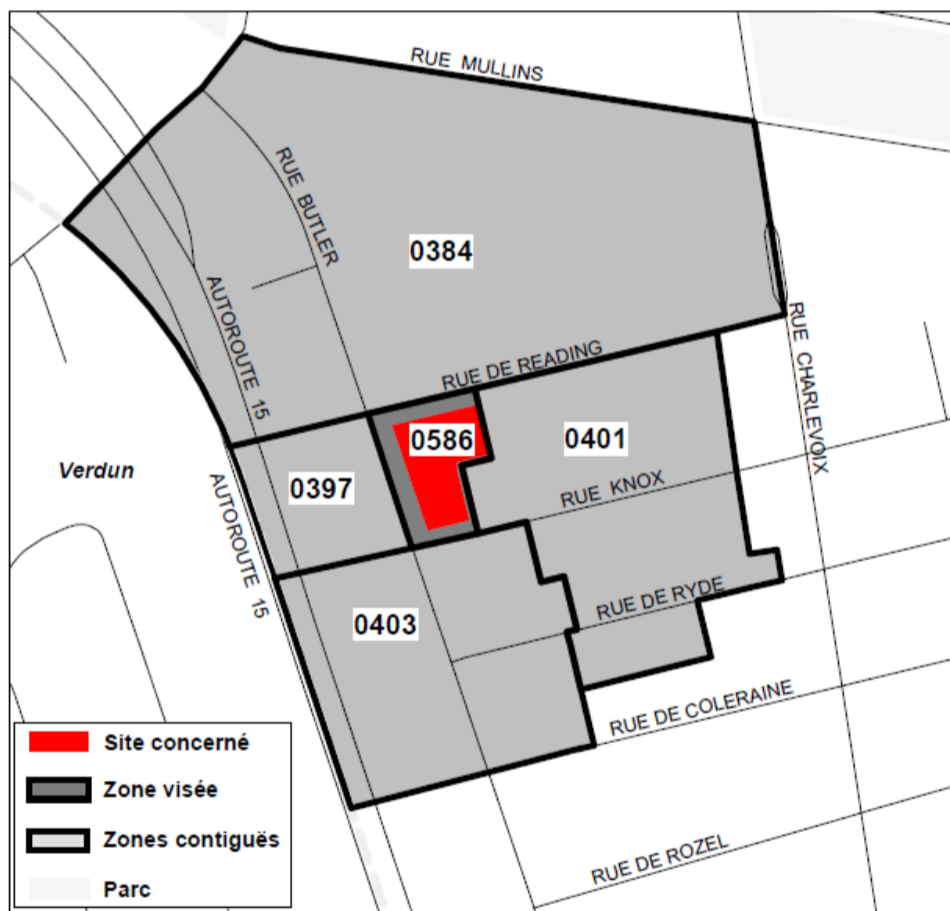 RUE MULLINS
RUE BUTLER
0384
AUTOROUTE 15
RUE CHARLEVOIX
RUE DE READING
0586
0401
Verdun
0397
RUE KNOX
AUTOROUTE 15
0403
RUE DE RYDE
RUE DE COLERAINE
RUE DE ROZEL
Site concerné
Zone visée
Zones contiguës
Parc